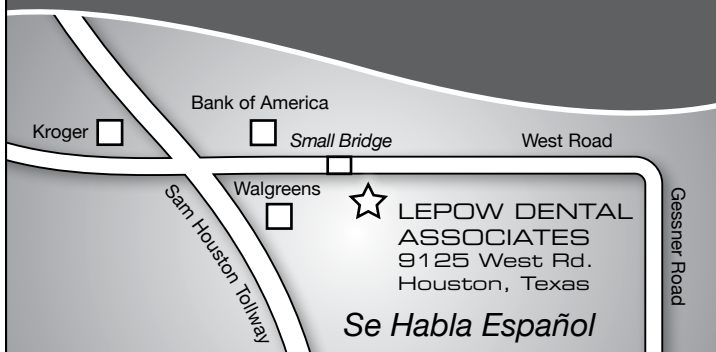 Bank of America
Kroger
Small Bridge
West Road
Walgreens
Sam Houston Tollway
Gessner Road
LEPOW DENTAL
ASSOCIATES
9125 West Rd.
Houston, Texas
Se Habla Español